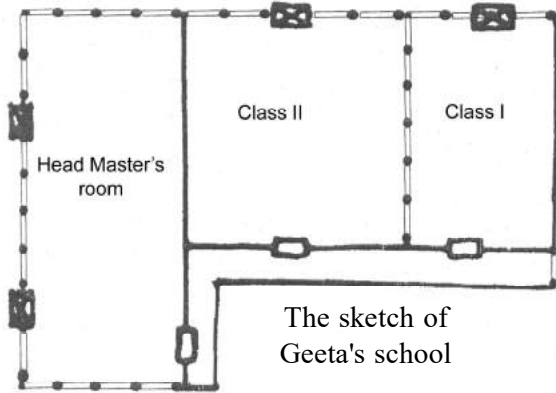 Class II
Class I
Head Master's
room
The sketch of
Geeta's school